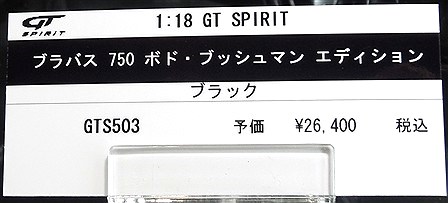 GT SPIRIT
1:18 GT SPIRIT
ブラバス 750 ボド・ブッシュマン エディション
ブラック
GTS503 予価 ¥26,400 税込